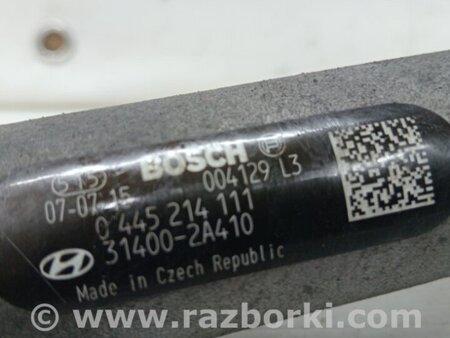 BOSCH
07-07-15 004129 L3
0 445 214 111
31400-2A410
Made in Czech Republic
www.razborki.com